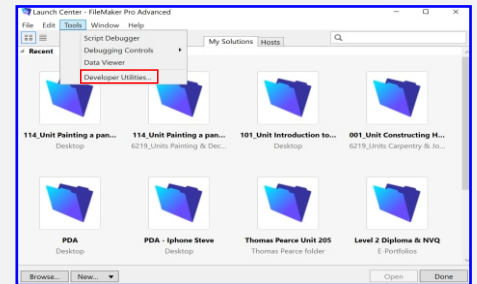 Launch Center - FileMaker Pro Advanced
File Edit Tools Window Help
Script Debugger
Debugging Controls
Data Viewer
Developer Utilities...
My Solutions Hosts
Recent
114_Unit Painting a pan... 114_Unit Painting a pan... 101_Unit Introduction to... 001_Unit Constructing H...
Desktop 6219_Units Painting & Dec... Desktop 6219_Units Carpentry & Jo...
PDA PDA - Iphone Steve Thomas Pearce Unit 205 Level 2 Diploma & NVQ
Desktop Desktop Thomas Pearce folder E-Portfolios
Browse... New... Open Done